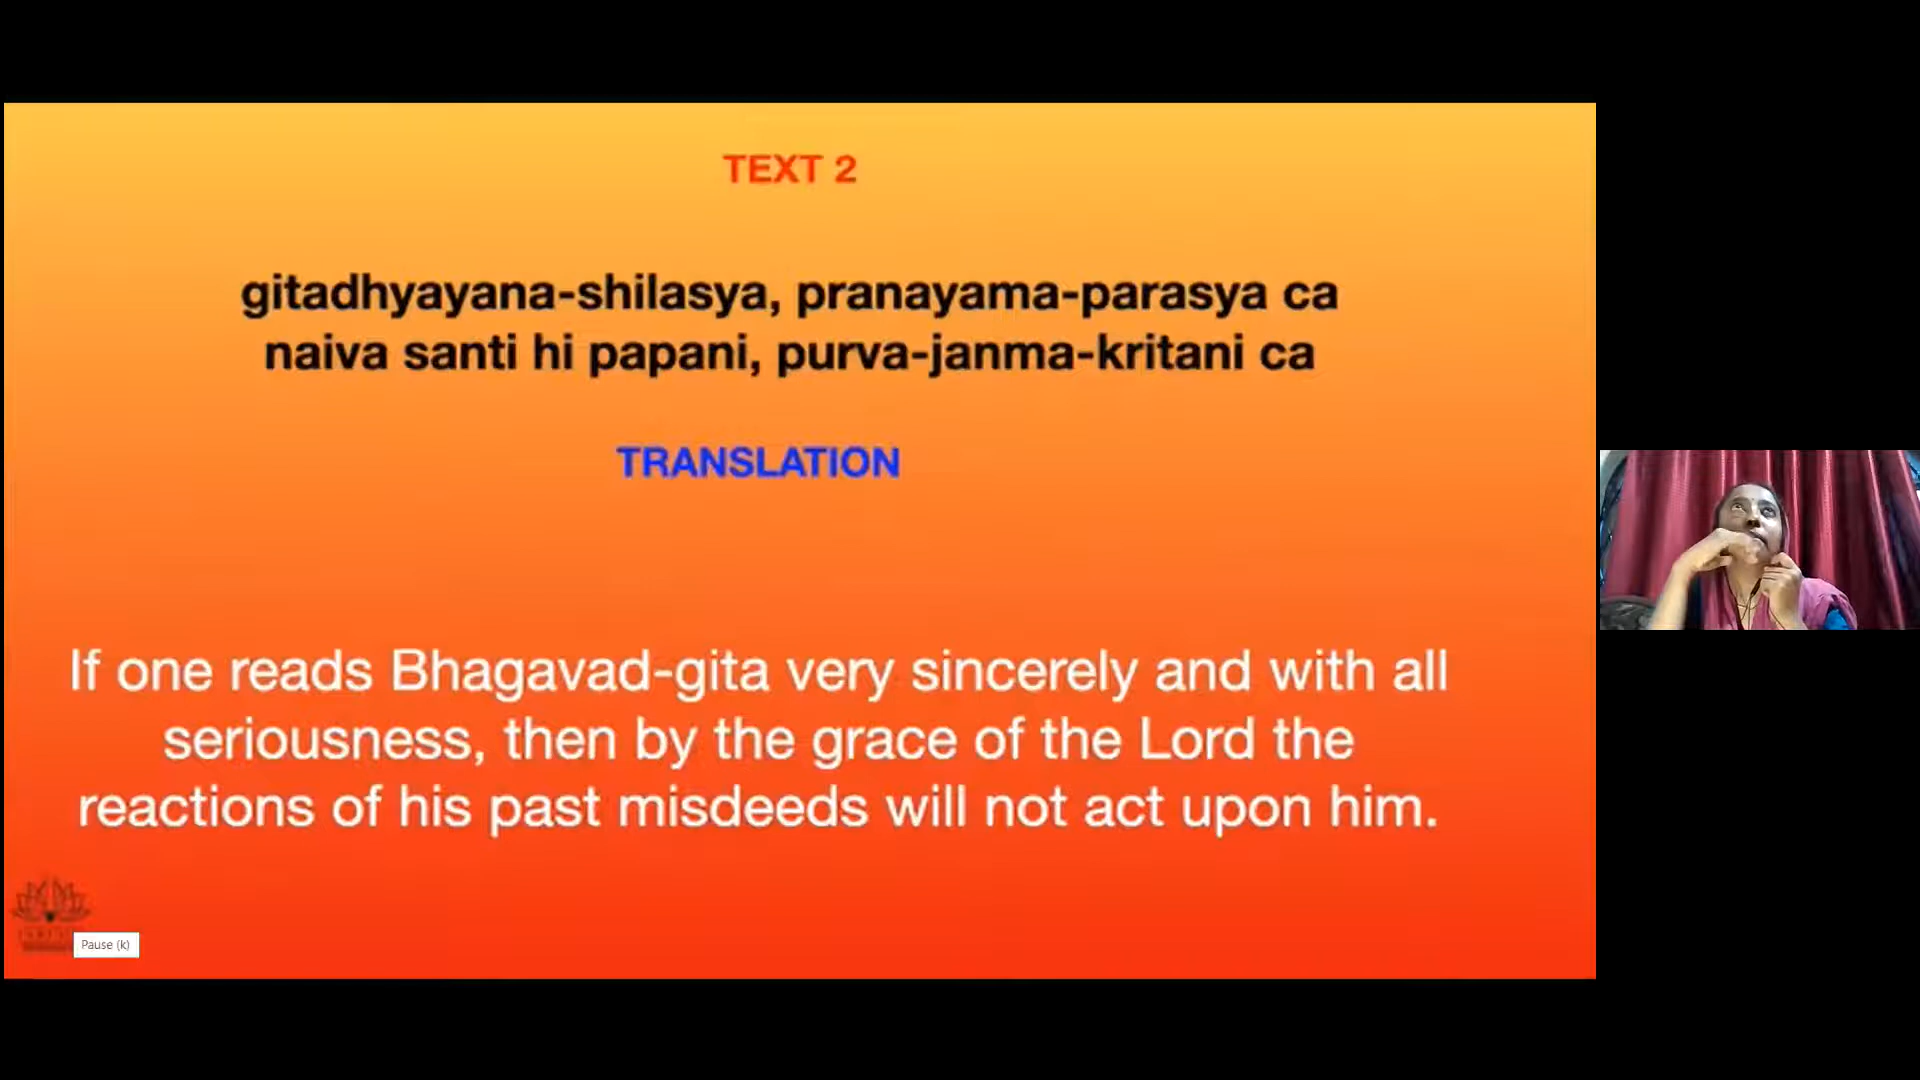 TEXT 2
gitadhyayana-shilasya, pranayama-parasya ca
naiva santi hi papani, purva-janma-kritani ca
TRANSLATION
If one reads Bhagavad-gita very sincerely and with all
seriousness, then by the grace of the Lord the
reactions of his past misdeeds will not act upon him.
Pause (k)